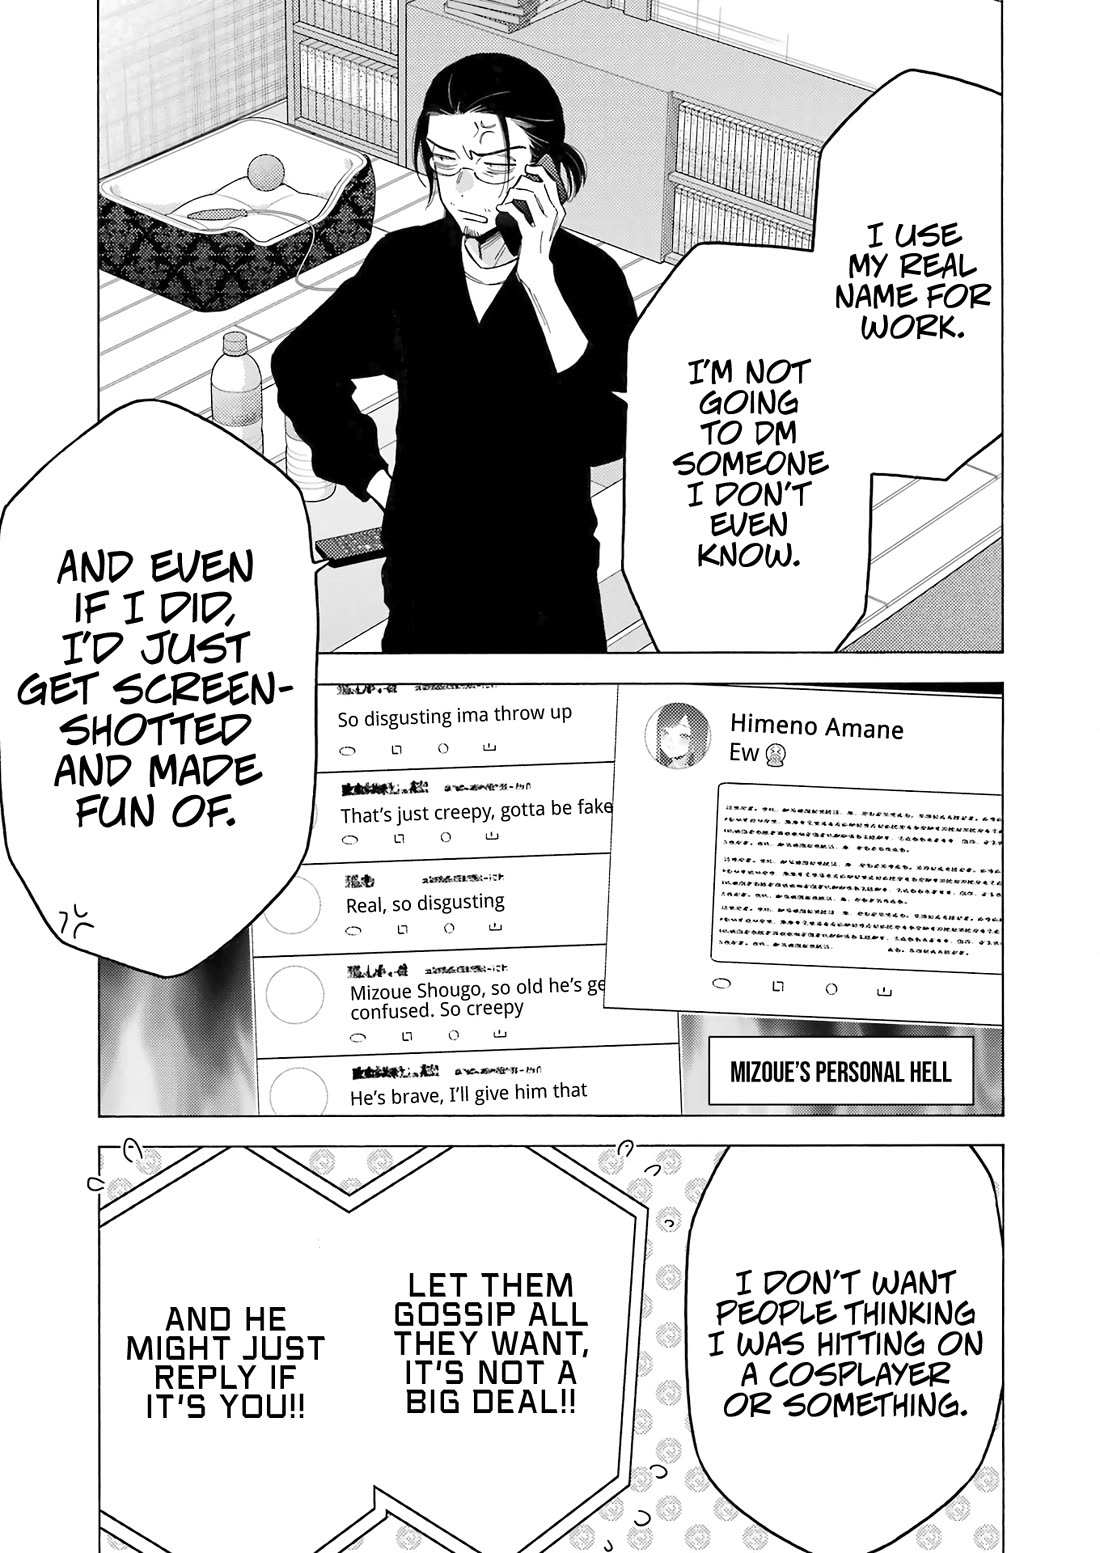 I USE
MY REAL
NAME FOR
WORK.
I'M NOT
GOING
TO DM
SOMEONE
I DON'T
EVEN
KNOW.
AND EVEN
IF I DID,
I'D JUST
GET SCREEN-
SHOTTED
AND MADE
FUN OF.
Himeno Amane
Ew
So disgusting ima throw up
That's just creepy, gotta be fake
Real, so disgusting
Mizoue Shougo, so old he's ge
confused. So creepy
He's brave, I'll give him that
MIZOUE'S PERSONAL HELL
I DON'T WANT
PEOPLE THINKING
I WAS HITTING ON
A COSPLAYER
OR SOMETHING.
LET THEM
GOSSIP ALL
THEY WANT,
IT'S NOT A
BIG DEAL!!
AND HE
MIGHT JUST
REPLY IF
IT'S YOU!!